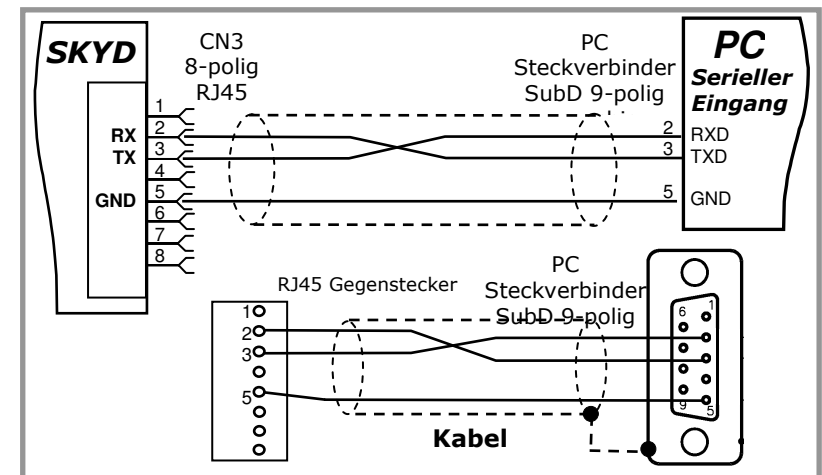 SKYD
CN3
8-polig
RJ45
PC
Steckverbinder
SubD 9-polig
PC
Serieller
Eingang
1
RX 2
TX 3
4
GND 5
6
7
8
2 RXD
3 TXD
5 GND
RJ45 Gegenstecker
PC
Steckverbinder
SubD 9-polig
1
2
3
5
6 1
9 5
Kabel